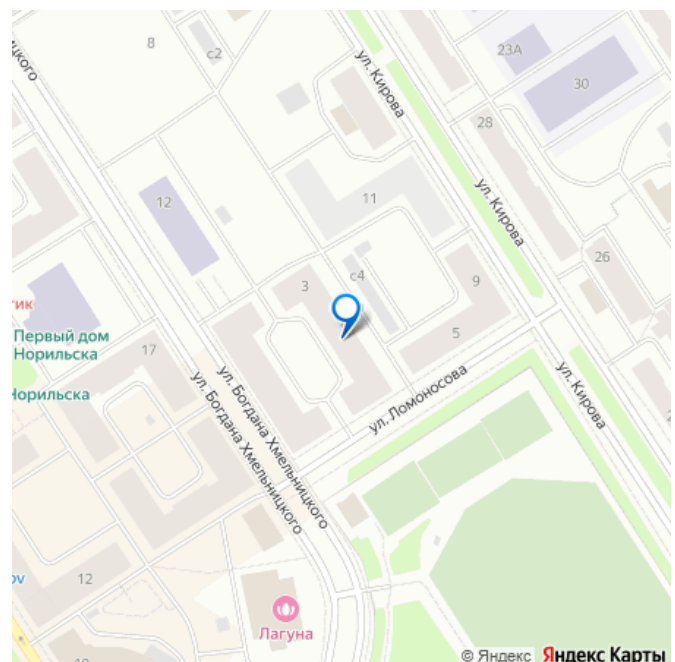 8
с2
23А
30
28
ул. Кирова
11
ул. Кирова
12
3
с4
9
26
5
тик
Первый дом
Норильска
17
Норильска
ул. Ломоносова
ул. Кирова
ул. Богдана Хмельницкого
ул. Богдана Хмельницкого
12
Лагуна
© Яндекс Яндекс Карты